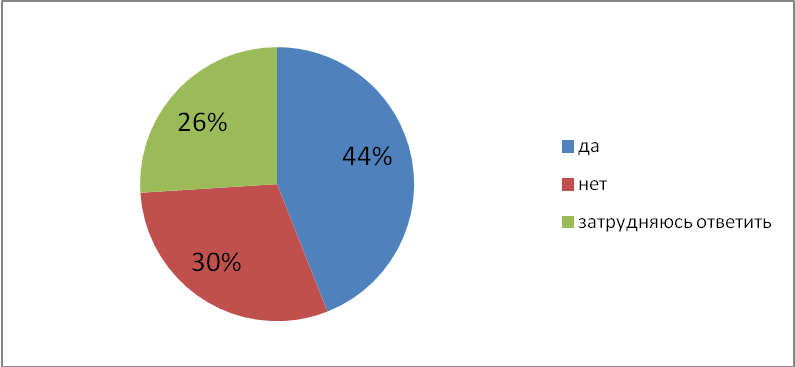 26%
44%
30%
да
нет
затрудняюсь ответить